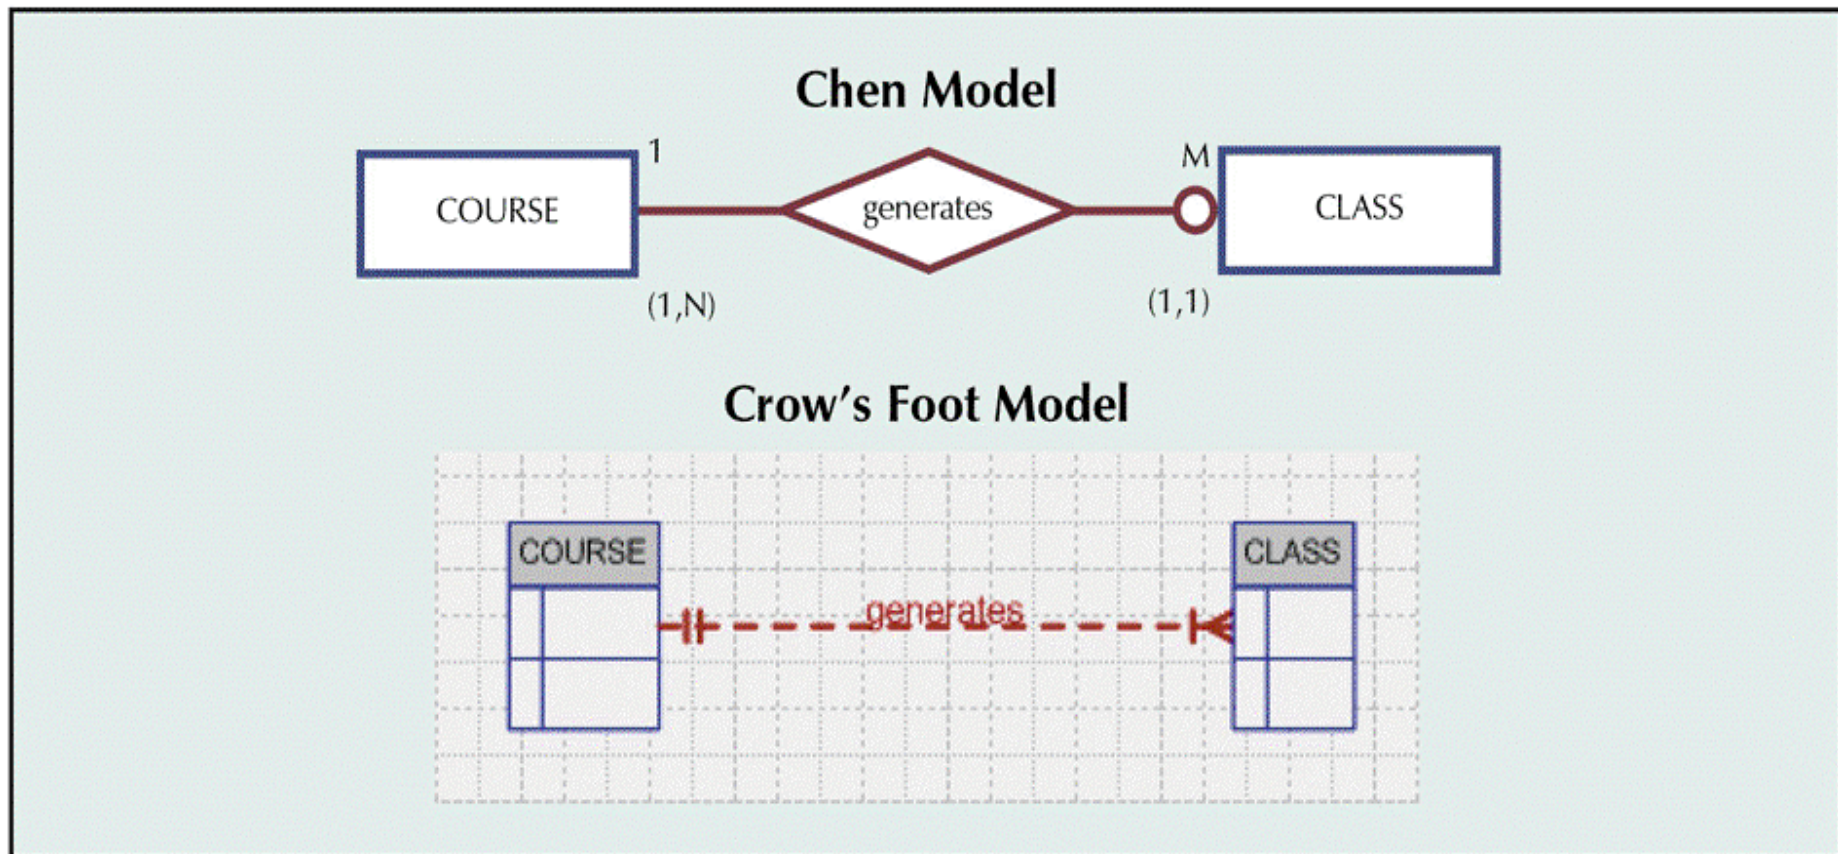 Chen Model
1
M
COURSE
generates
CLASS
(1,N)
(1,1)
Crow's Foot Model
COURSE
CLASS
generates